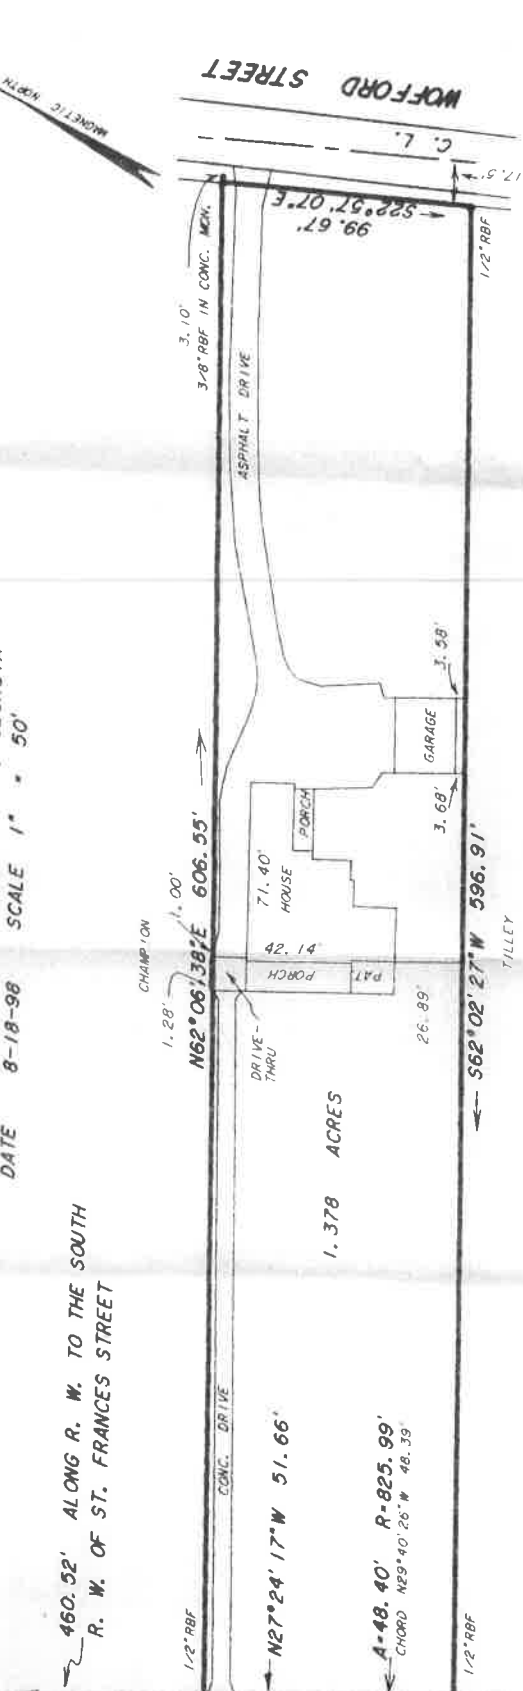 WOFFORD STREET
MAGNETIC NORTH
C. L.
17.5'
S22°57'07"E
99.67'
1/2"RBF
3.10'
3/8"RBF IN CONC. MON.
ASPHALT DRIVE
DATE 8-18-98 SCALE 1" = 50'
3.58'
GARAGE
3.68'
PORCH
71.40'
HOUSE
42.14'
PORCH
PAT
CHAMPION
1.28'
1.00'
N62°06'38"E 606.55'
DRIVE-
THRU
26.89'
S62°02'27"W 596.91'
TILLEY
1.378 ACRES
460.52' ALONG R. W. TO THE SOUTH
R. W. OF ST. FRANCES STREET
CONC. DRIVE
N27°24'17"W 51.66'
A=48.40' R=825.99'
CHORD N29°40'26"W 48.39'
1/2"RBF
1/2"RBF